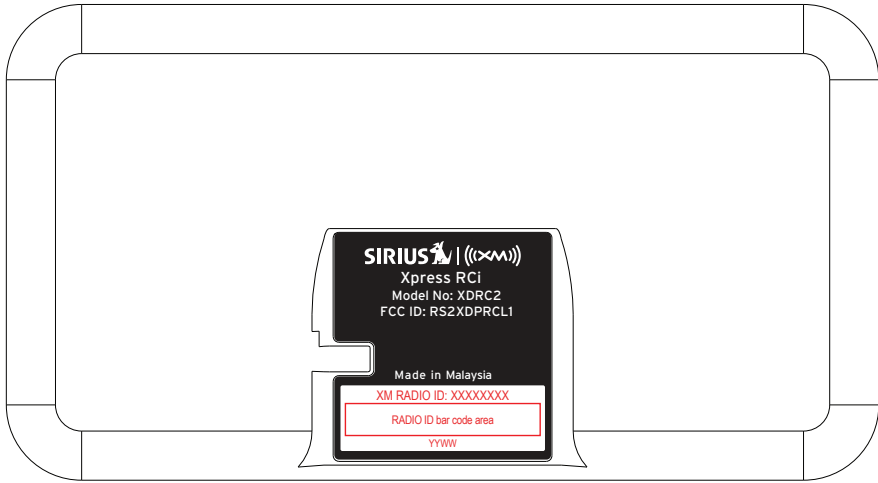 SIRIUS | ((XM))
Xpress RCi
Model No: XDRC2
FCC ID: RS2XDPRCL1
Made in Malaysia
XM RADIO ID: XXXXXXXX
RADIO ID bar code area
YYWW